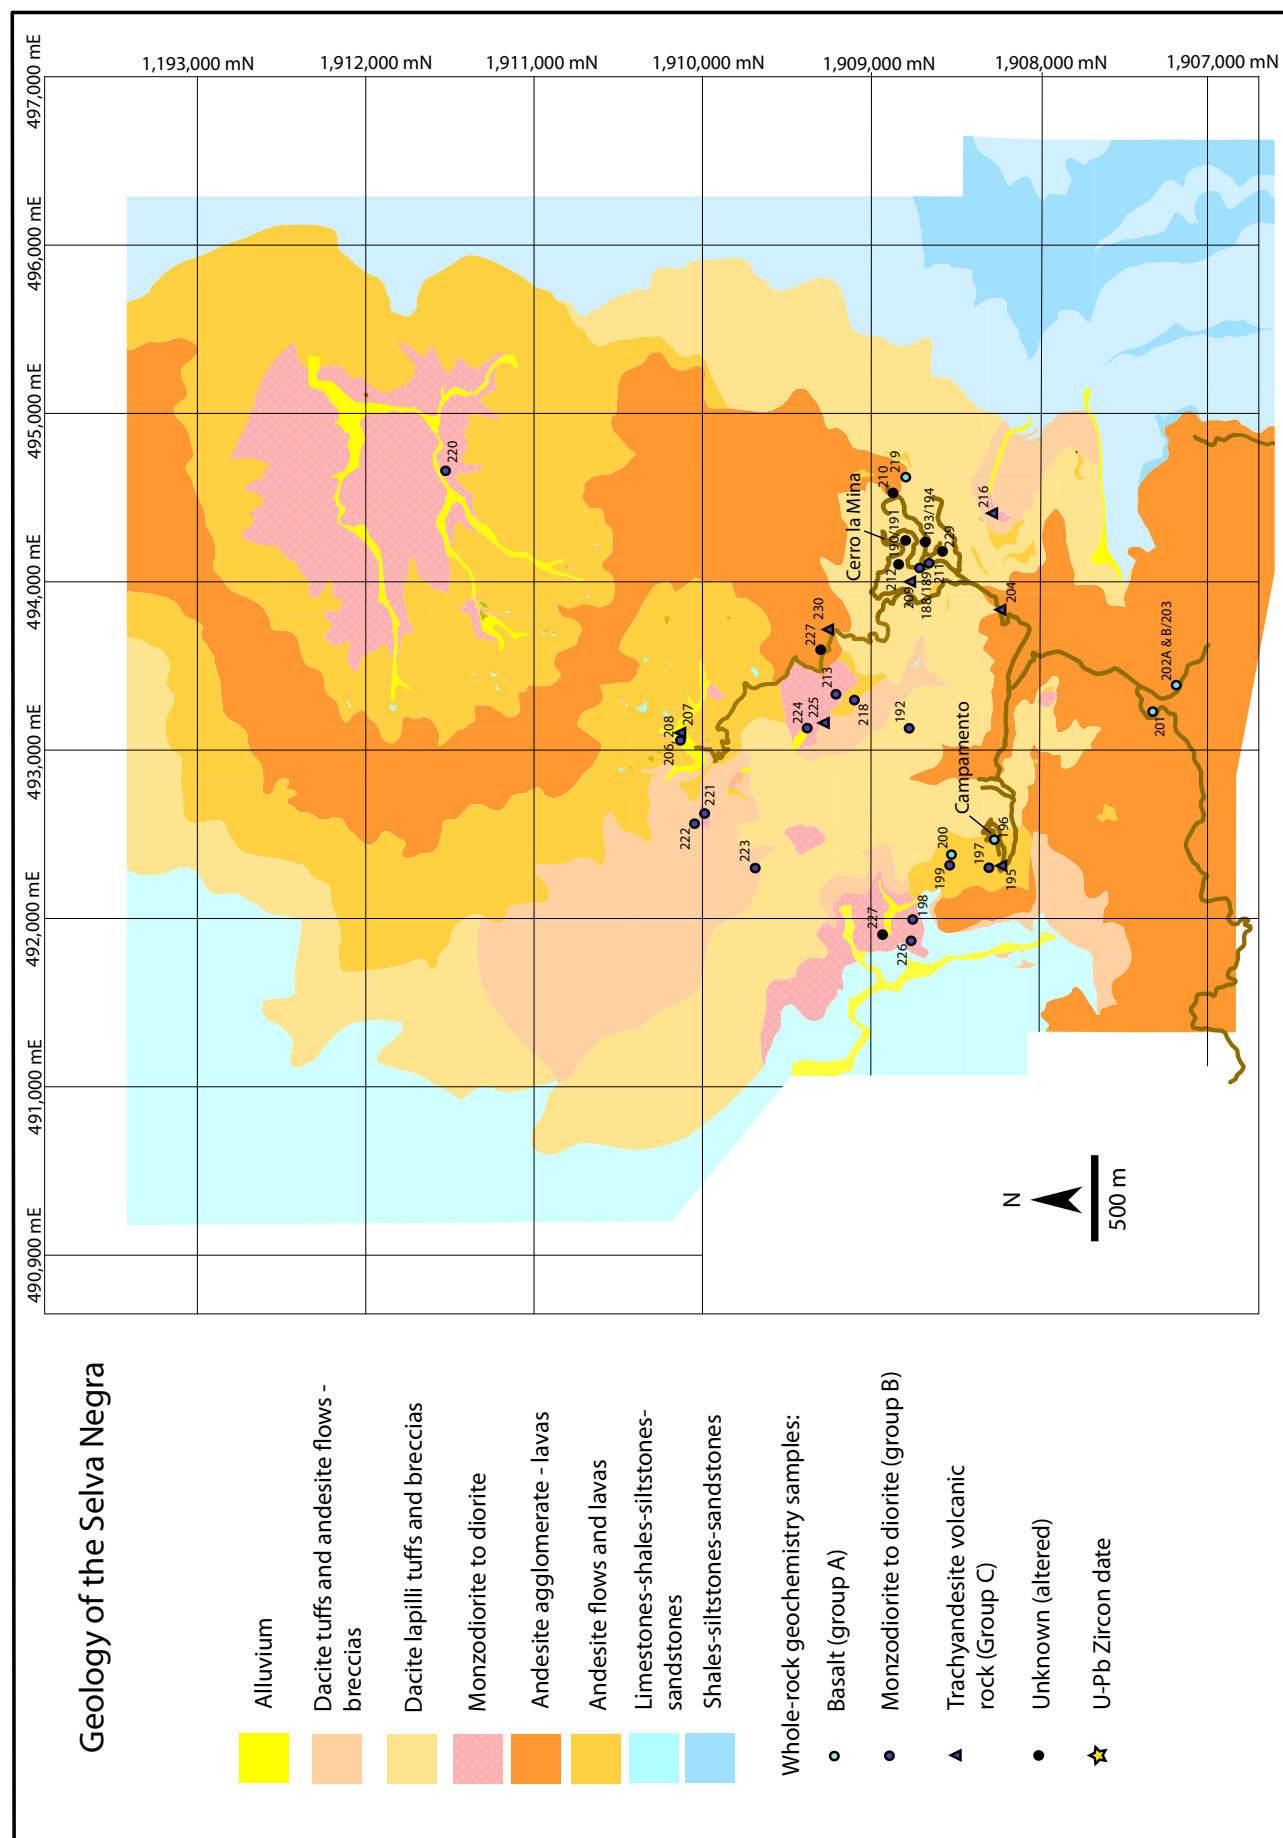 Geology of the Selva Negra
Alluvium
Dacite tuffs and andesite flows -
breccias
Dacite lapilli tuffs and breccias
Monzodiorite to diorite
Andesite agglomerate - lavas
Andesite flows and lavas
Limestones-shales-siltstones-
sandstones
Shales-siltstones-sandstones
Whole-rock geochemistry samples:
Basalt (group A)
Monzodiorite to diorite (group B)
Trachyandesite volcanic
rock (Group C)
Unknown (altered)
U-Pb Zircon date
N
500 m
490,900 mE
491,000 mE
492,000 mE
493,000 mE
494,000 mE
495,000 mE
496,000 mE
497,000 mE
1,193,000 mN
1,912,000 mN
1,911,000 mN
1,910,000 mN
1,909,000 mN
1,908,000 mN
1,907,000 mN
220
206, 208
207
222
221
223
224
225
213
218
192
227
230
Cerro la Mina
210
219
190/191
193/194
212
209
188/189
211
229
216
204
202A & B/203
201
Campamento
200
199
197
196
195
227
198
226